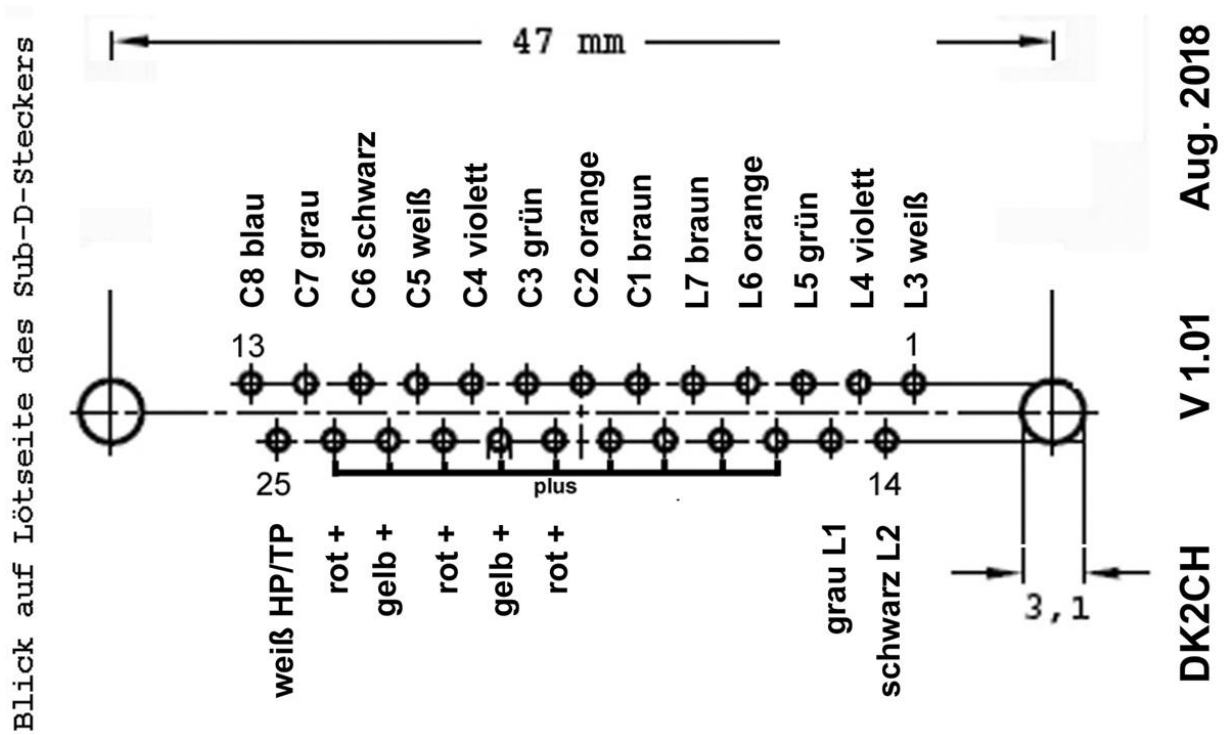 Blick auf Lötseite des Sub-D-Steckers
47 mm
C8 blau
C7 grau
C6 schwarz
C5 weiß
C4 violett
C3 grün
C2 orange
C1 braun
L7 braun
L6 orange
L5 grün
L4 violett
L3 weiß
13
1
25
plus
14
weiß HP/TP
rot +
gelb +
rot +
gelb +
rot +
grau L1
schwarz L2
3,1
DK2CH V 1.01 Aug. 2018